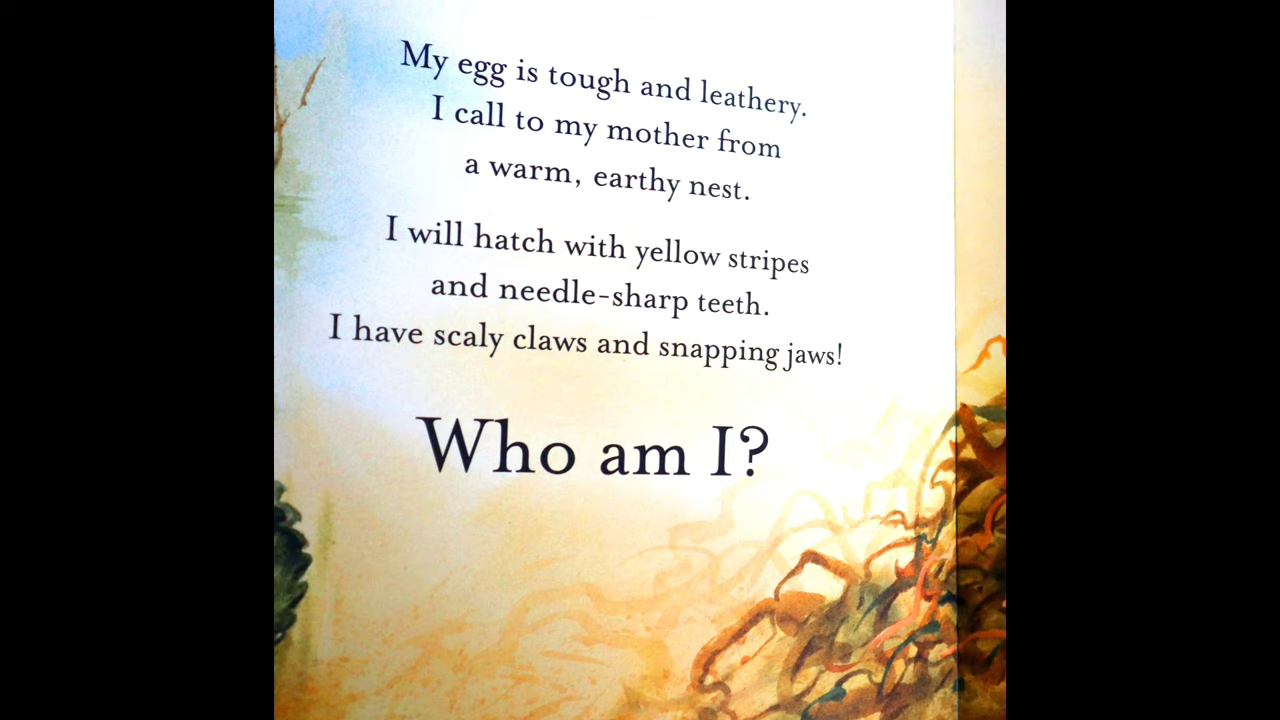 My egg is tough and leathery.
I call to my mother from
a warm, earthy nest.
I will hatch with yellow stripes
and needle-sharp teeth.
I have scaly claws and snapping jaws!
Who am I?